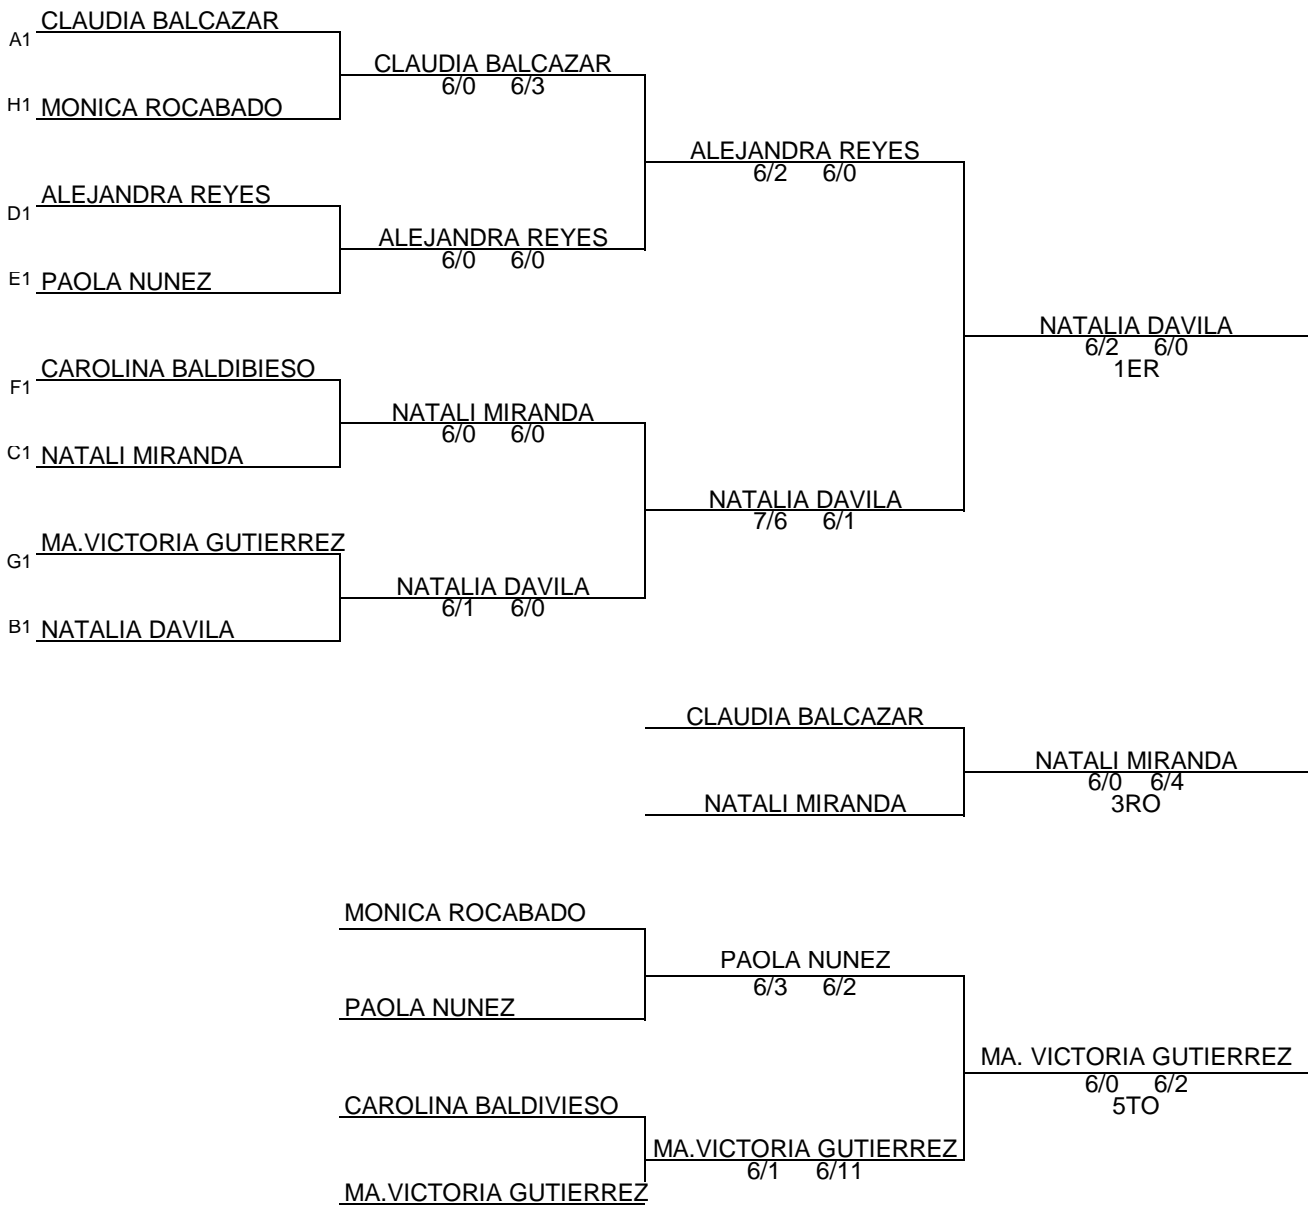 CLAUDIA BALCAZAR
A1
CLAUDIA BALCAZAR
6/0 6/3
H1 MONICA ROCABADO
ALEJANDRA REYES
6/2 6/0
ALEJANDRA REYES
D1
ALEJANDRA REYES
6/0 6/0
E1 PAOLA NUNEZ
NATALIA DAVILA
6/2 6/0
1ER
CAROLINA BALDIBIESO
F1
NATALI MIRANDA
6/0 6/0
C1 NATALI MIRANDA
NATALIA DAVILA
7/6 6/1
MA.VICTORIA GUTIERREZ
G1
NATALIA DAVILA
6/1 6/0
B1 NATALIA DAVILA
CLAUDIA BALCAZAR
NATALI MIRANDA
6/0 6/4
3RO
NATALI MIRANDA
MONICA ROCABADO
PAOLA NUNEZ
6/3 6/2
PAOLA NUNEZ
MA. VICTORIA GUTIERREZ
6/0 6/2
5TO
CAROLINA BALDIVIESO
MA.VICTORIA GUTIERREZ
6/1 6/11
MA.VICTORIA GUTIERREZ